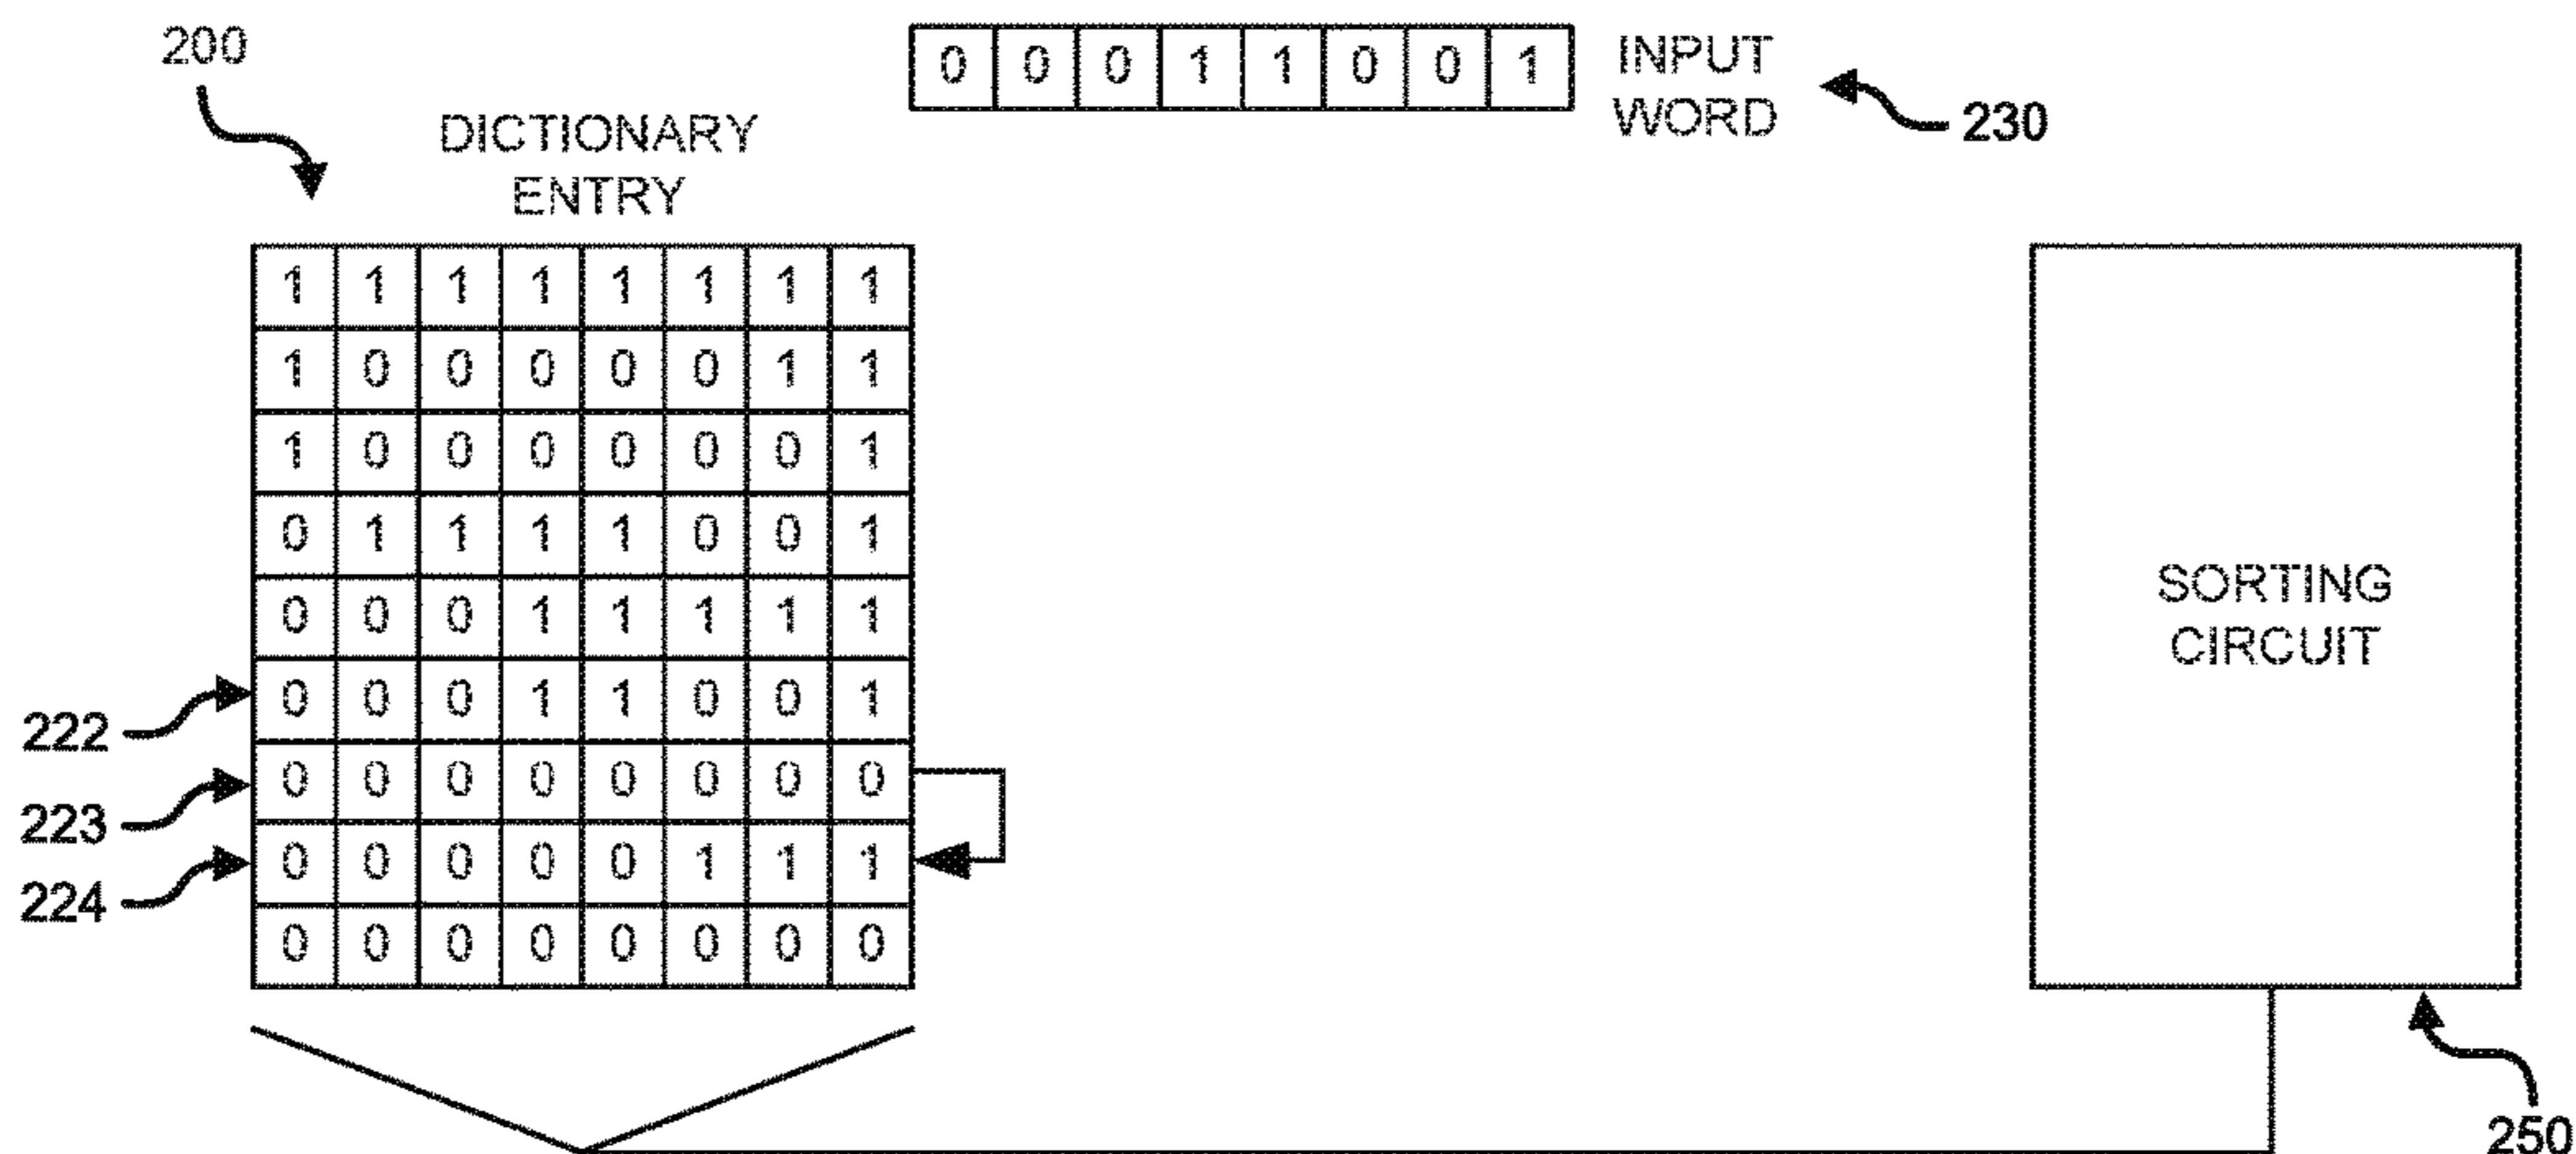 200
0 0 0 1 1 0 0 1
INPUT
WORD
230
DICTIONARY
ENTRY
1 1 1 1 1 1 1 1
1 0 0 0 0 0 1 1
1 0 0 0 0 0 0 1
0 1 1 1 1 0 0 1
0 0 0 1 1 1 1 1
222
0 0 0 1 1 0 0 1
223
0 0 0 0 0 0 0 0
224
0 0 0 0 0 1 1 1
0 0 0 0 0 0 0 0
SORTING
CIRCUIT
250